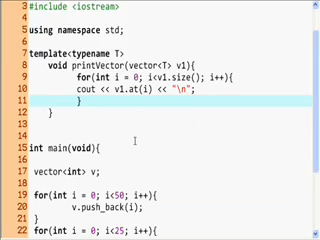 3 #include <iostream>
4
5 using namespace std;
6
7 template<typename T>
8 void printVector(vector<T> v1){
9 for(int i = 0; i<v1.size(); i++){
10 cout << v1.at(i) << "\n";
11 }
12 }
13
14
15 int main(void){
16
17 vector<int> v;
18
19 for(int i = 0; i<50; i++){
20 v.push_back(i);
21 }
22 for(int i = 0; i<25; i++){